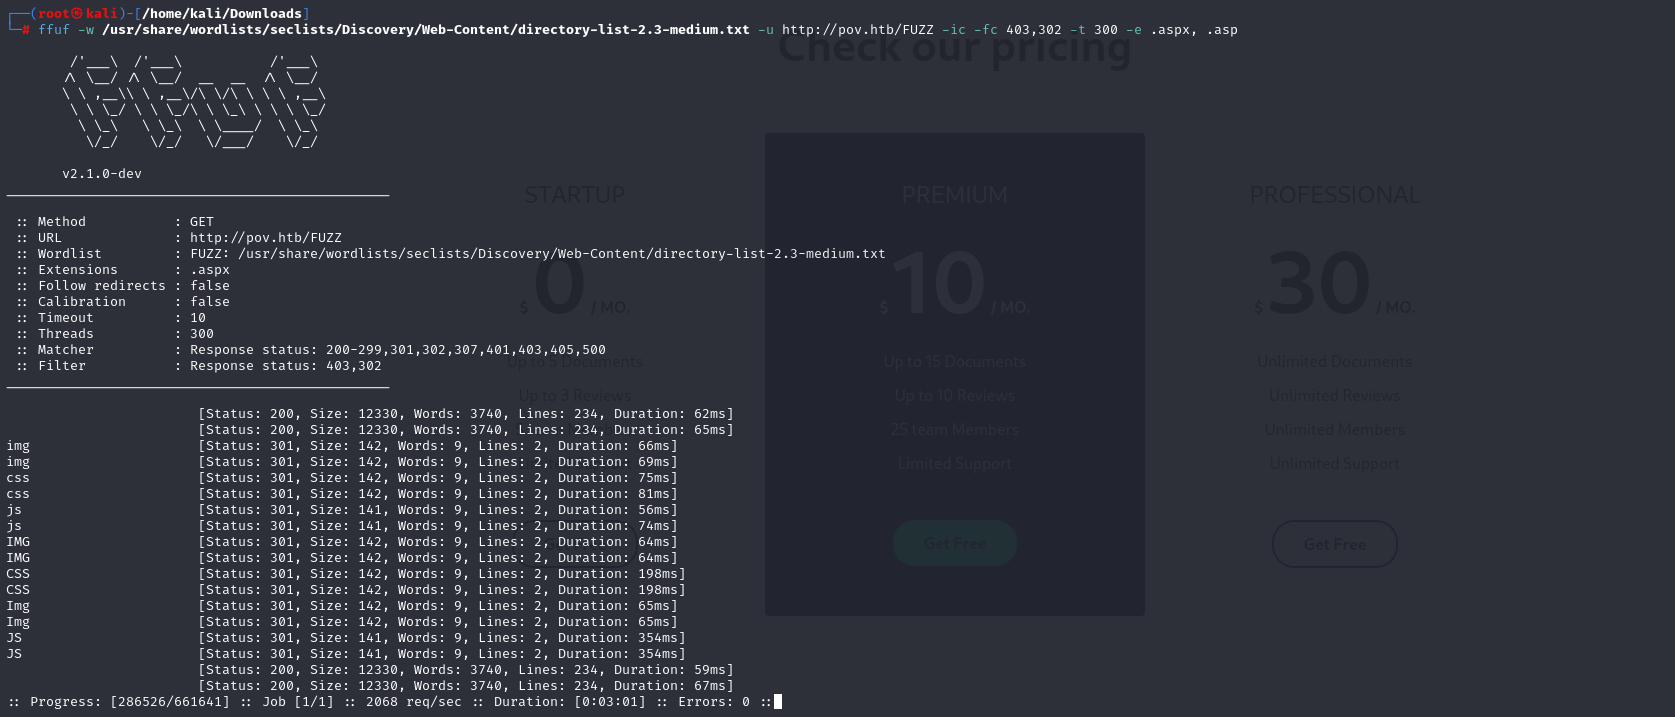 ┌──(root㉿kali)-[/home/kali/Downloads]
└─# ffuf -w /usr/share/wordlists/seclists/Discovery/Web-Content/directory-list-2.3-medium.txt -u http://pov.htb/FUZZ -ic -fc 403,302 -t 300 -e .aspx, .asp
Check our pricing
        /'___\  /'___\           /'___\
       /\ \__/ /\ \__/  __  __  /\ \__/
       \ \ ,__\\ \ ,__\/\ \/\ \ \ \ ,__\
        \ \ \_/ \ \ \_/\ \ \_\ \ \ \ \_/
         \ \_\   \ \_\  \ \____/  \ \_\
          \/_/    \/_/   \/___/    \/_/
       v2.1.0-dev
________________________________________________
 :: Method           : GET
 :: URL              : http://pov.htb/FUZZ
 :: Wordlist         : FUZZ: /usr/share/wordlists/seclists/Discovery/Web-Content/directory-list-2.3-medium.txt
 :: Extensions       : .aspx
 :: Follow redirects : false
 :: Calibration      : false
 :: Timeout          : 10
 :: Threads          : 300
 :: Matcher          : Response status: 200-299,301,302,307,401,403,405,500
 :: Filter           : Response status: 403,302
________________________________________________
                        [Status: 200, Size: 12330, Words: 3740, Lines: 234, Duration: 62ms]
                        [Status: 200, Size: 12330, Words: 3740, Lines: 234, Duration: 65ms]
img                     [Status: 301, Size: 142, Words: 9, Lines: 2, Duration: 66ms]
img                     [Status: 301, Size: 142, Words: 9, Lines: 2, Duration: 69ms]
css                     [Status: 301, Size: 142, Words: 9, Lines: 2, Duration: 75ms]
css                     [Status: 301, Size: 142, Words: 9, Lines: 2, Duration: 81ms]
js                      [Status: 301, Size: 141, Words: 9, Lines: 2, Duration: 56ms]
js                      [Status: 301, Size: 141, Words: 9, Lines: 2, Duration: 74ms]
IMG                     [Status: 301, Size: 142, Words: 9, Lines: 2, Duration: 64ms]
IMG                     [Status: 301, Size: 142, Words: 9, Lines: 2, Duration: 64ms]
CSS                     [Status: 301, Size: 142, Words: 9, Lines: 2, Duration: 198ms]
CSS                     [Status: 301, Size: 142, Words: 9, Lines: 2, Duration: 198ms]
Img                     [Status: 301, Size: 142, Words: 9, Lines: 2, Duration: 65ms]
Img                     [Status: 301, Size: 142, Words: 9, Lines: 2, Duration: 65ms]
JS                      [Status: 301, Size: 141, Words: 9, Lines: 2, Duration: 354ms]
JS                      [Status: 301, Size: 141, Words: 9, Lines: 2, Duration: 354ms]
                        [Status: 200, Size: 12330, Words: 3740, Lines: 234, Duration: 59ms]
                        [Status: 200, Size: 12330, Words: 3740, Lines: 234, Duration: 67ms]
:: Progress: [286526/661641] :: Job [1/1] :: 2068 req/sec :: Duration: [0:03:01] :: Errors: 0 ::
STARTUP
$ 0 / MO.
Up to 5 Documents
Up to 3 Reviews
PREMIUM
$ 10 / MO.
Up to 15 Documents
Up to 10 Reviews
25 team Members
Limited Support
Get Free
PROFESSIONAL
$ 30 / MO.
Unlimited Documents
Unlimited Reviews
Unlimited Members
Unlimited Support
Get Free